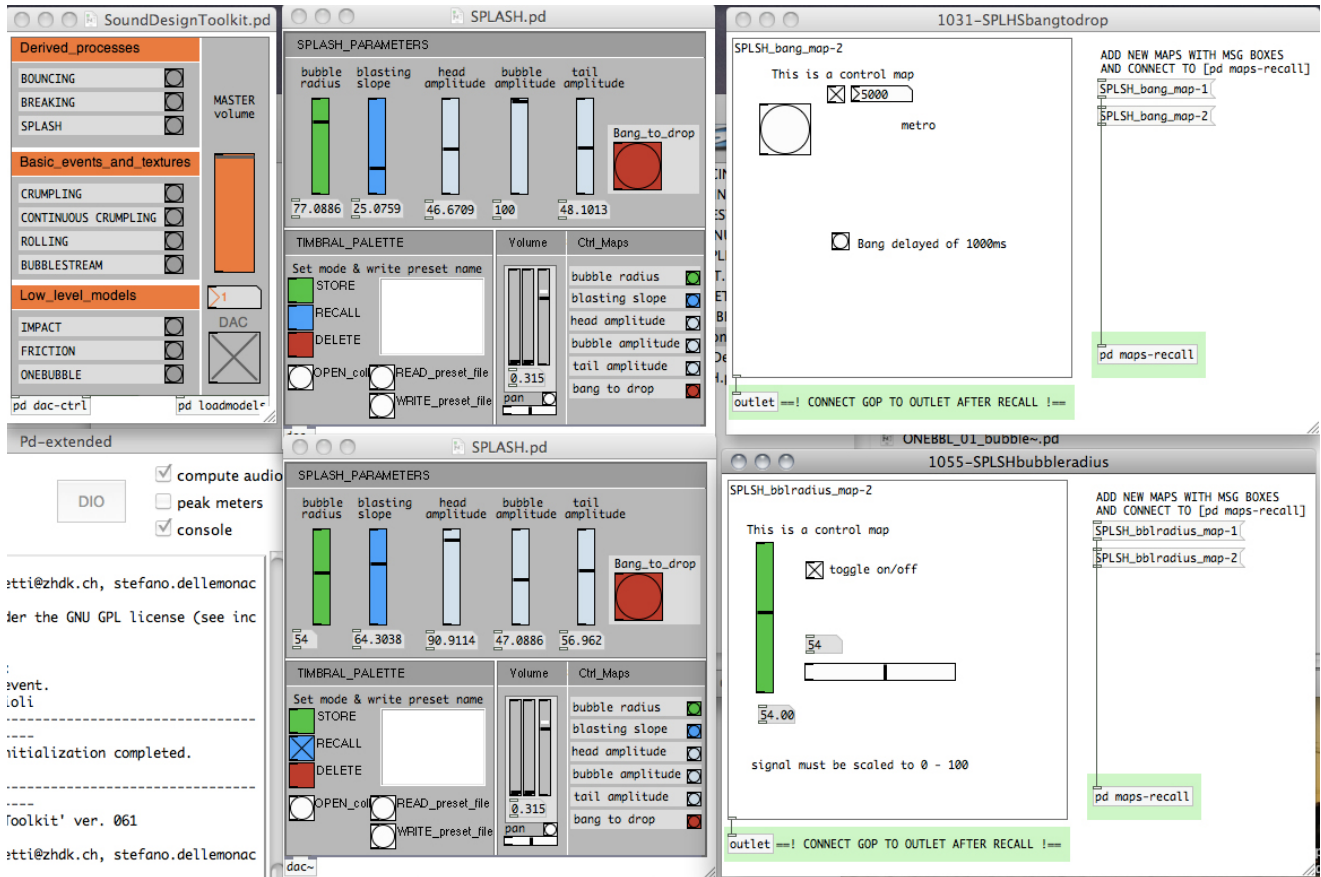 SoundDesignToolkit.pd
Derived_processes
BOUNCING
BREAKING
SPLASH
Basic_events_and_textures
CRUMPLING
CONTINUOUS CRUMPLING
ROLLING
BUBBLESTREAM
Low_level_models
IMPACT
FRICTION
ONEBUBBLE
MASTER
volume
1
DAC
pd dac-ctrl
pd loadmodels
SPLASH.pd
SPLASH_PARAMETERS
bubble radius
blasting slope
head amplitude
bubble amplitude
tail amplitude
Bang_to_drop
77.0886
25.0759
46.6709
100
48.1013
TIMBRAL_PALETTE
Set mode & write preset name
STORE
RECALL
DELETE
OPEN_coll
READ_preset_file
WRITE_preset_file
Volume
0.315
pan
Ctrl_Maps
bubble radius
blasting slope
head amplitude
bubble amplitude
tail amplitude
bang to drop
1031-SPLHSbangtodrop
SPLSH_bang_map-2
This is a control map
5000
metro
Bang delayed of 1000ms
ADD NEW MAPS WITH MSG BOXES
AND CONNECT TO [pd maps-recall]
SPLSH_bang_map-1
SPLSH_bang_map-2
pd maps-recall
outlet ==! CONNECT GOP TO OUTLET AFTER RECALL !==
ONEBBL_01_bubble~.pd
Pd-extended
DIO
compute audio
peak meters
console
etti@zhdk.ch, stefano.dellemonac
der the GNU GPL license (see inc
event.
ioli
initialization completed.
Toolkit' ver. 061
etti@zhdk.ch, stefano.dellemonac
SPLASH.pd
SPLASH_PARAMETERS
bubble radius
blasting slope
head amplitude
bubble amplitude
tail amplitude
Bang_to_drop
54
64.3038
90.9114
47.0886
56.962
TIMBRAL_PALETTE
Set mode & write preset name
STORE
RECALL
DELETE
OPEN_coll
READ_preset_file
WRITE_preset_file
Volume
0.315
pan
Ctrl_Maps
bubble radius
blasting slope
head amplitude
bubble amplitude
tail amplitude
bang to drop
dac~
1055-SPLSHbubbleradius
SPLSH_bblradius_map-2
This is a control map
toggle on/off
54
54.00
signal must be scaled to 0 - 100
ADD NEW MAPS WITH MSG BOXES
AND CONNECT TO [pd maps-recall]
SPLSH_bblradius_map-1
SPLSH_bblradius_map-2
pd maps-recall
outlet ==! CONNECT GOP TO OUTLET AFTER RECALL !==